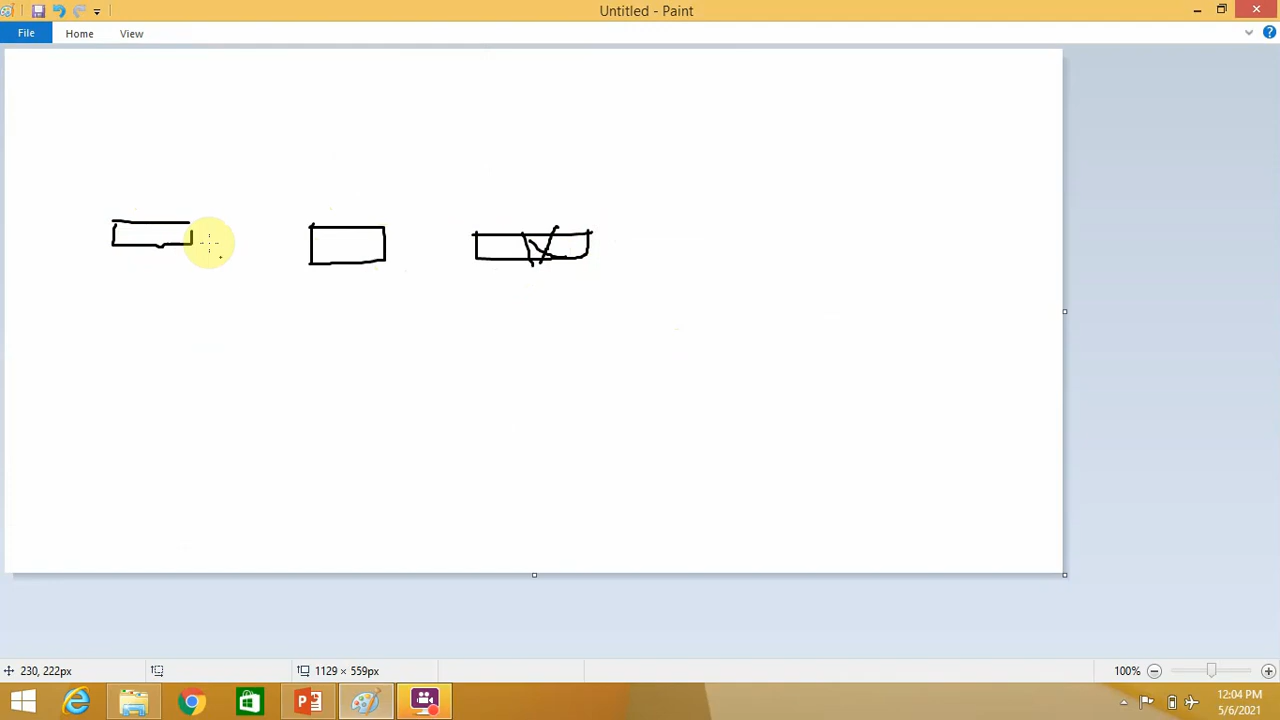 Untitled - Paint
File Home View
230, 222px 1129 × 559px 100%
12:04 PM
5/6/2021